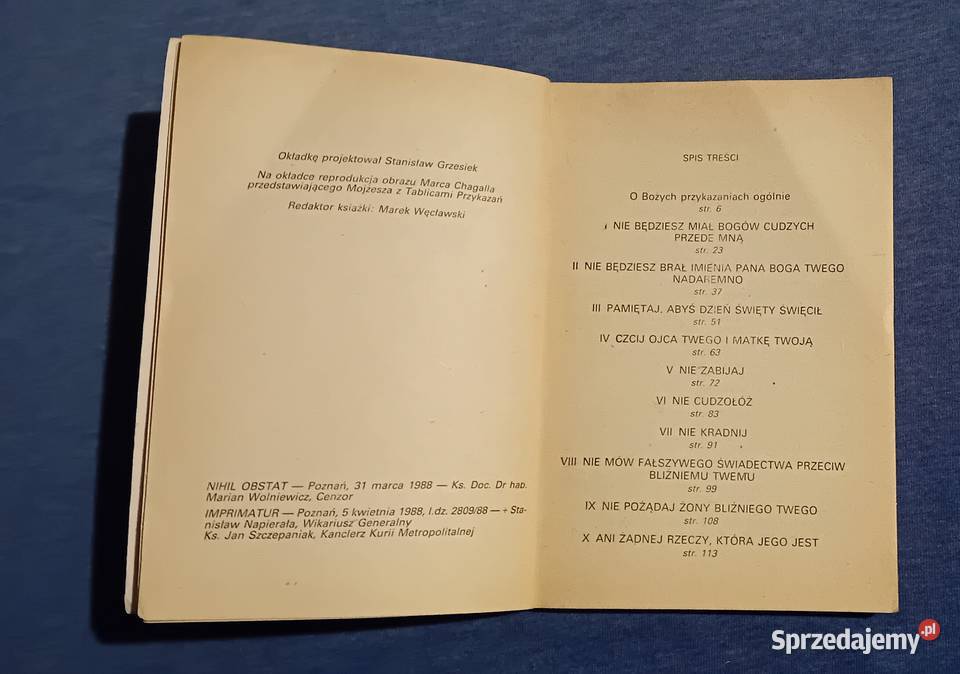 Okładkę projektował Stanisław Grzesiek
Na okładce reprodukcja obrazu Marca Chagalla
przedstawiającego Mojżesza z Tablicami Przykazań
Redaktor książki: Marek Węcławski
NIHIL OBSTAT — Poznań, 31 marca 1988 — Ks. Doc. Dr hab.
Marian Wolniewicz, Cenzor
IMPRIMATUR — Poznań, 5 kwietnia 1988, l.dz. 2809/88 — + Sta-
nisław Napierała, Wikariusz Generalny
Ks. Jan Szczepaniak, Kanclerz Kurii Metropolitalnej
SPIS TREŚCI
O Bożych przykazaniach ogólnie
str. 6
I NIE BĘDZIESZ MIAŁ BOGÓW CUDZYCH
PRZEDE MNĄ
str. 23
II NIE BĘDZIESZ BRAŁ IMIENIA PANA BOGA TWEGO
NADAREMNO
str. 37
III PAMIĘTAJ, ABYŚ DZIEŃ ŚWIĘTY ŚWIĘCIŁ
str. 51
IV CZCIJ OJCA TWEGO I MATKĘ TWOJĄ
str. 63
V NIE ZABIJAJ
str. 72
VI NIE CUDZOŁÓŻ
str. 83
VII NIE KRADNIJ
str. 91
VIII NIE MÓW FAŁSZYWEGO ŚWIADECTWA PRZECIW
BLIŹNIEMU TWEMU
str. 99
IX NIE POŻĄDAJ ŻONY BLIŹNIEGO TWEGO
str. 108
X ANI ŻADNEJ RZECZY, KTÓRA JEGO JEST
str. 113
Sprzedajemy.pl